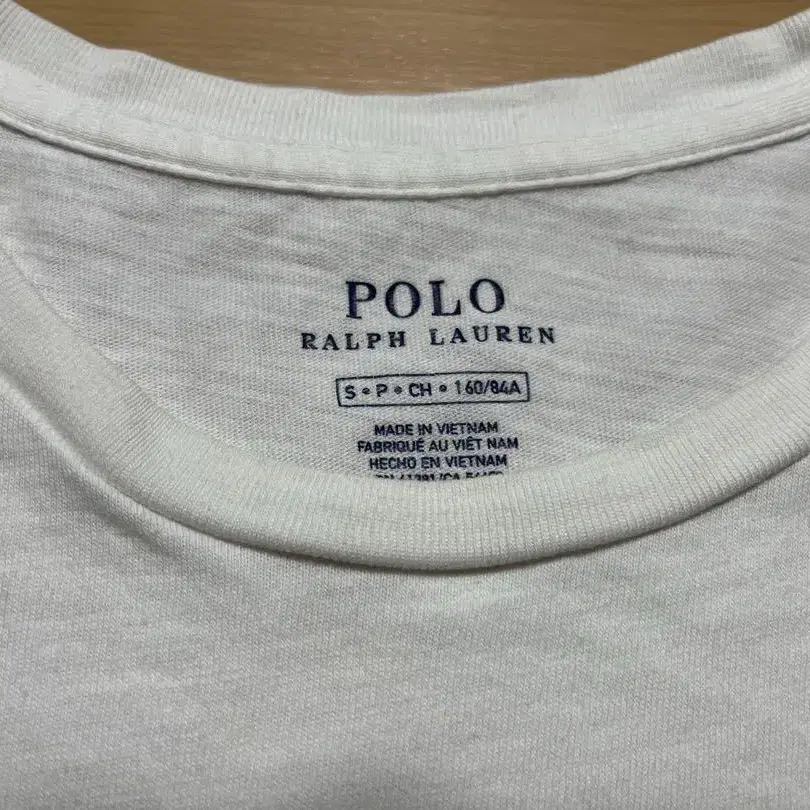 POLO
RALPH LAUREN
S • P • CH • 160/84A
MADE IN VIETNAM
FABRIQUÉ AU VIÊT NAM
HECHO EN VIETNAM